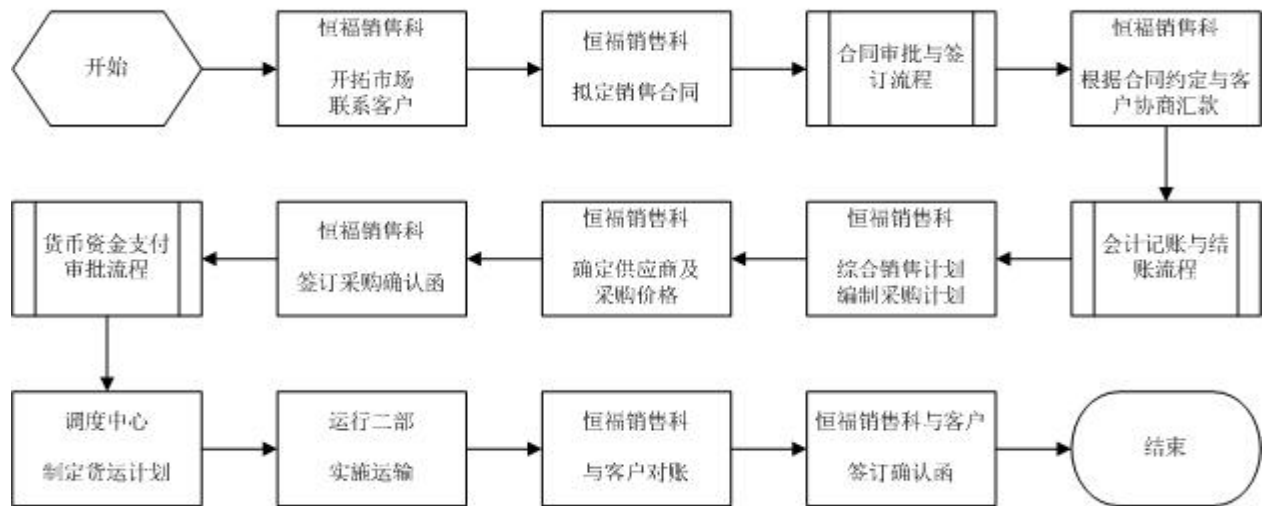 开始
恒福销售科
开拓市场
联系客户
恒福销售科
拟定销售合同
合同审批与签
订流程
恒福销售科
根据合同约定与客
户协商汇款
会计记账与结
账流程
恒福销售科
综合销售计划
编制采购计划
恒福销售科
确定供应商及
采购价格
恒福销售科
签订采购确认函
货币资金支付
审批流程
调度中心
制定货运计划
运行二部
实施运输
恒福销售科
与客户对账
恒福销售科与客户
签订确认函
结束